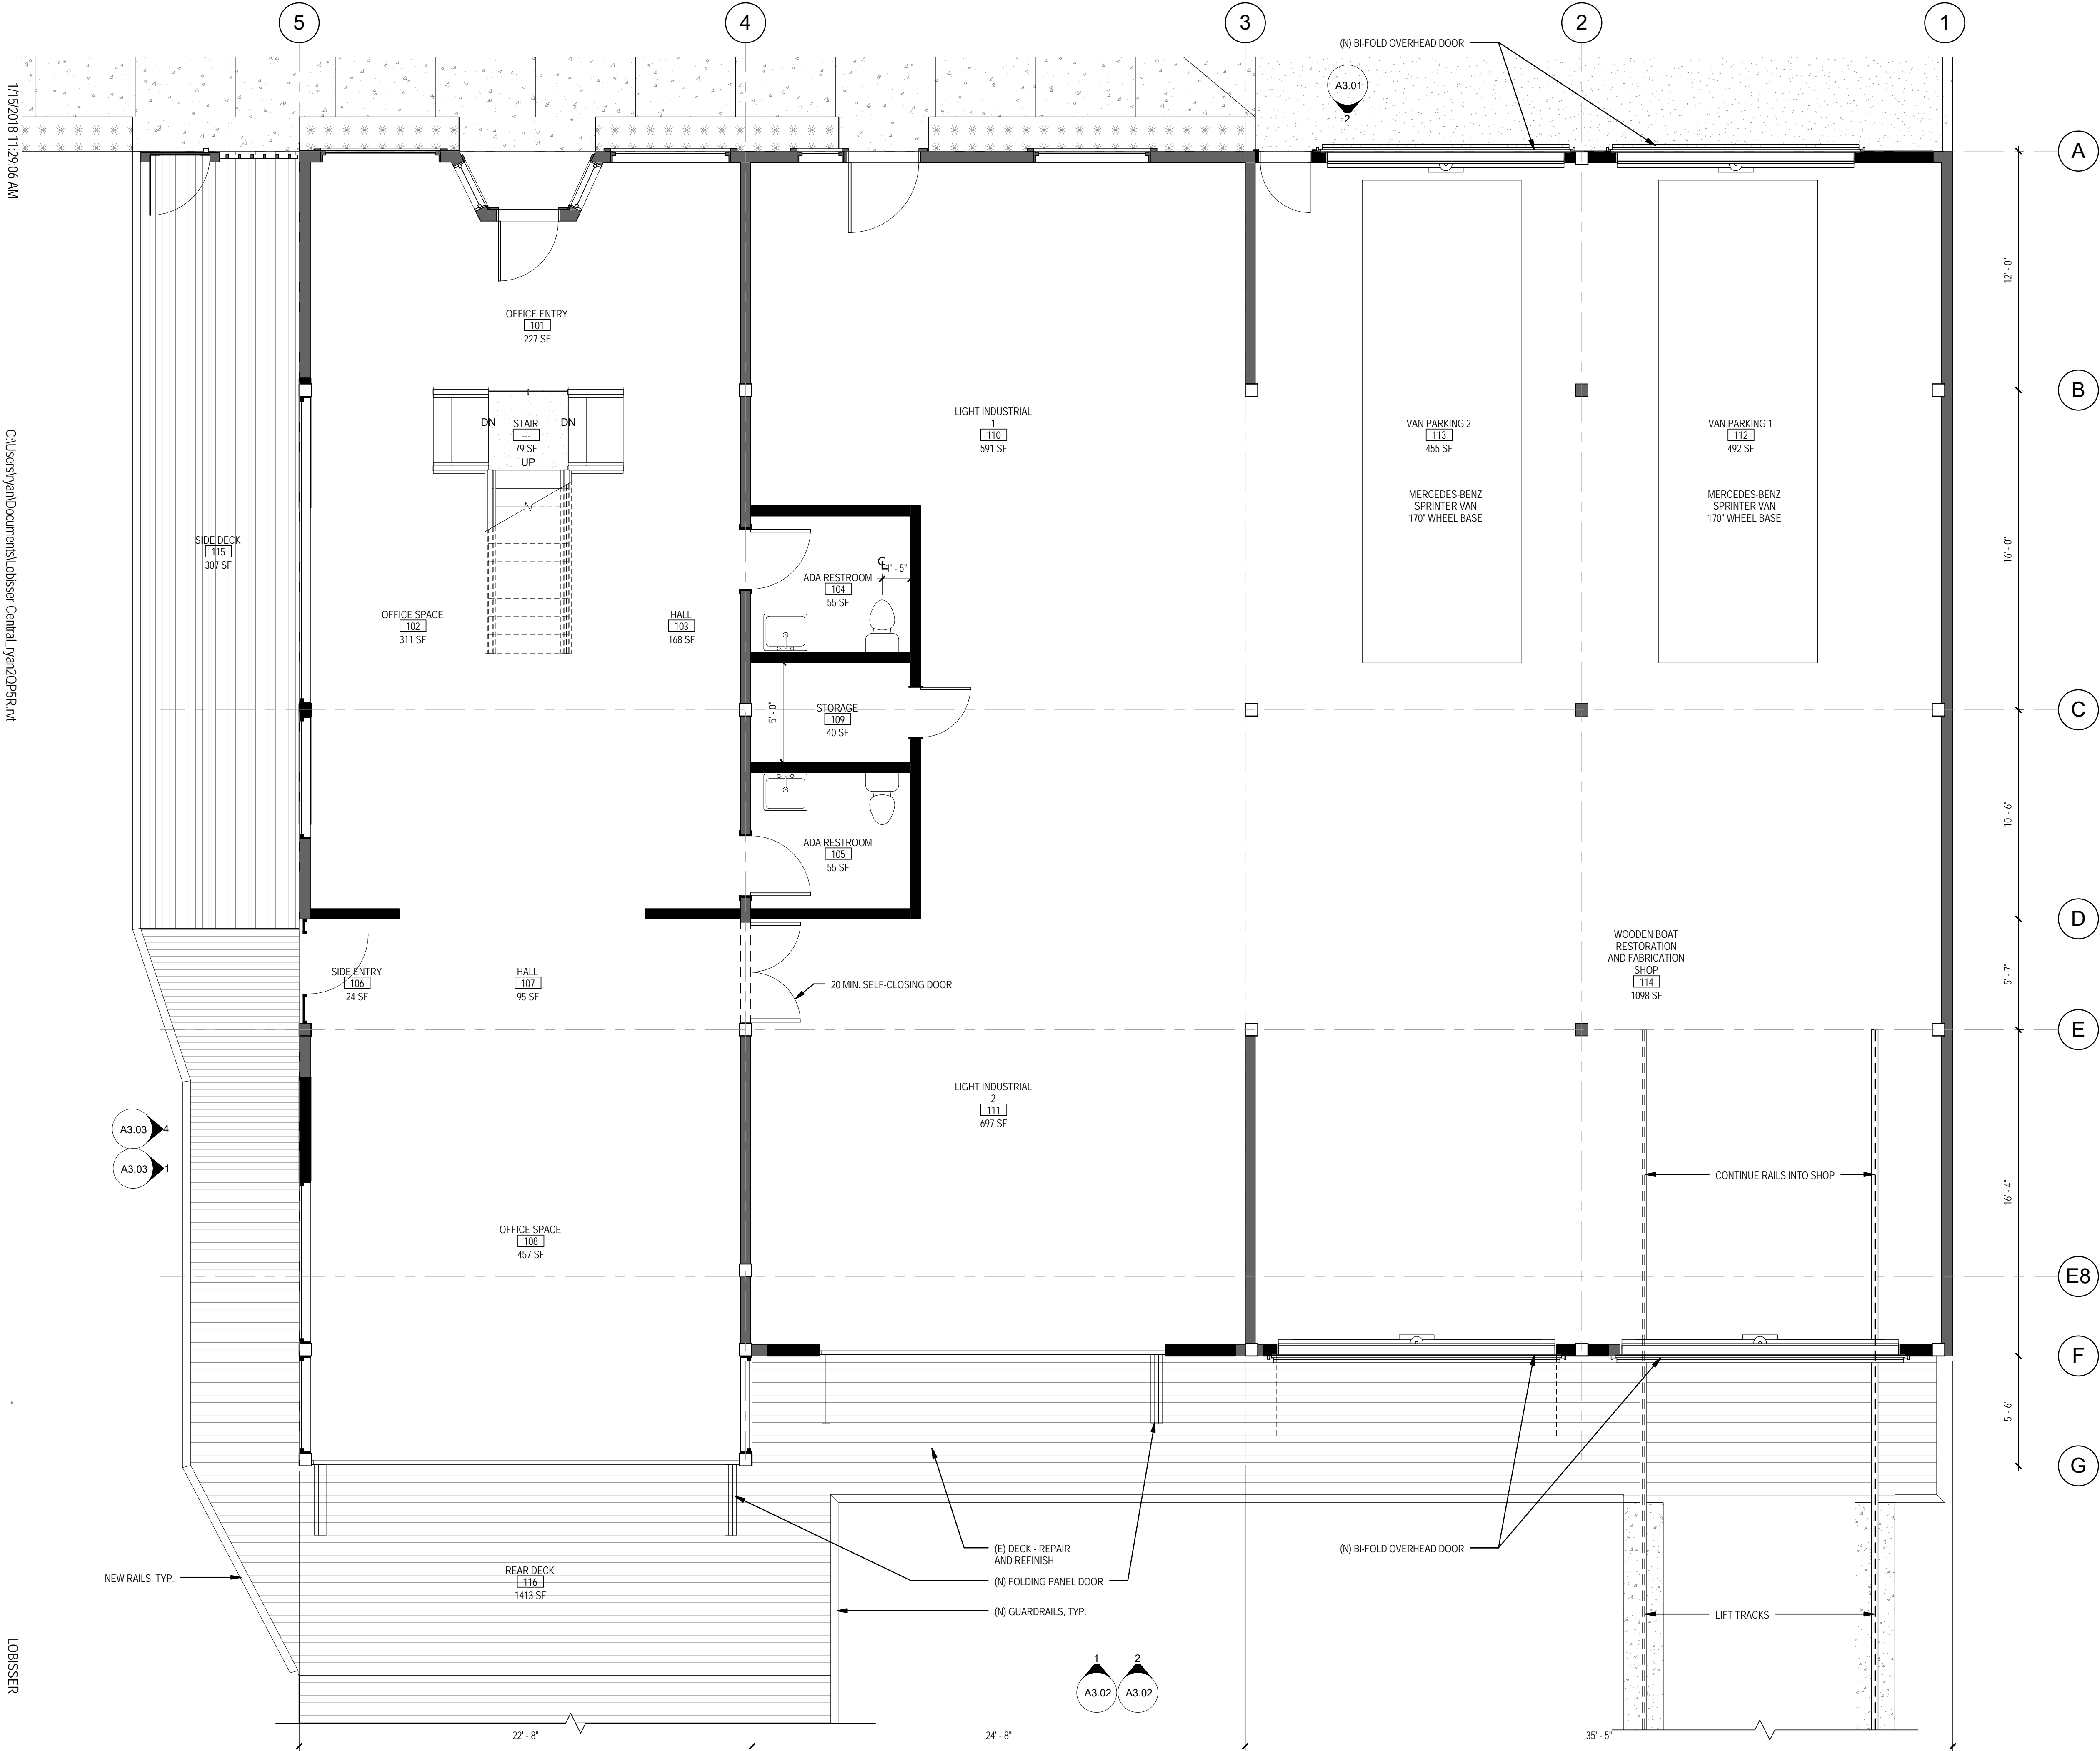 5
4
3
2
1
(N) BI-FOLD OVERHEAD DOOR
A3.01
2
A
12' - 0"
OFFICE ENTRY
101
227 SF
B
DN
STAIR
---
79 SF
UP
DN
LIGHT INDUSTRIAL
1
110
591 SF
VAN PARKING 2
113
455 SF
VAN PARKING 1
112
492 SF
MERCEDES-BENZ
SPRINTER VAN
170" WHEEL BASE
MERCEDES-BENZ
SPRINTER VAN
170" WHEEL BASE
16' - 0"
SIDE DECK
115
307 SF
OFFICE SPACE
102
311 SF
HALL
103
168 SF
ADA RESTROOM
104
55 SF
1' - 5"
STORAGE
109
40 SF
5' - 0"
C
10' - 6"
ADA RESTROOM
105
55 SF
D
SIDE ENTRY
106
24 SF
HALL
107
95 SF
20 MIN. SELF-CLOSING DOOR
WOODEN BOAT
RESTORATION
AND FABRICATION
SHOP
114
1098 SF
5' - 7"
E
LIGHT INDUSTRIAL
2
111
697 SF
A3.03
4
A3.03
1
CONTINUE RAILS INTO SHOP
16' - 4"
OFFICE SPACE
108
457 SF
E8
F
5' - 6"
G
(E) DECK - REPAIR
AND REFINISH
(N) FOLDING PANEL DOOR
(N) GUARDRAILS, TYP.
(N) BI-FOLD OVERHEAD DOOR
NEW RAILS, TYP.
REAR DECK
116
1413 SF
LIFT TRACKS
1
A3.02
2
A3.02
22' - 8"
24' - 8"
35' - 5"
1/15/2018 11:29:06 AM
C:\Users\ryan\Documents\Lobisser Central_ryan2QP5R.rvt
-
LOBISSER